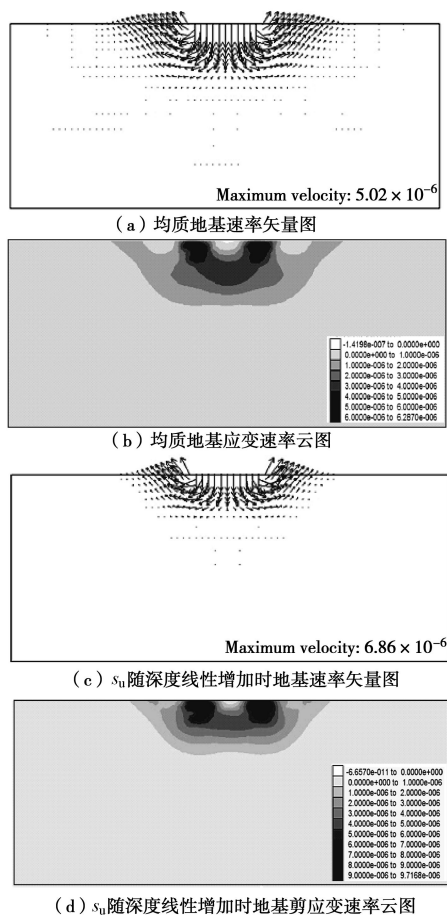 Maximum velocity: 5.02 × 10⁻⁶
(a)均质地基速率矢量图
-1.4198e-007 to 0.0000e+000
0.0000e+000 to 1.0000e-006
1.0000e-006 to 2.0000e-006
2.0000e-006 to 3.0000e-006
3.0000e-006 to 4.0000e-006
4.0000e-006 to 5.0000e-006
5.0000e-006 to 6.0000e-006
6.0000e-006 to 6.2870e-006
(b)均质地基应变速率云图
Maximum velocity: 6.86 × 10⁻⁶
(c)su随深度线性增加时地基速率矢量图
-6.6570e-011 to 0.0000e+000
0.0000e+000 to 1.0000e-006
1.0000e-006 to 2.0000e-006
2.0000e-006 to 3.0000e-006
3.0000e-006 to 4.0000e-006
4.0000e-006 to 5.0000e-006
5.0000e-006 to 6.0000e-006
6.0000e-006 to 7.0000e-006
7.0000e-006 to 8.0000e-006
8.0000e-006 to 9.0000e-006
9.0000e-006 to 9.7168e-006
(d)su随深度线性增加时地基剪应变速率云图